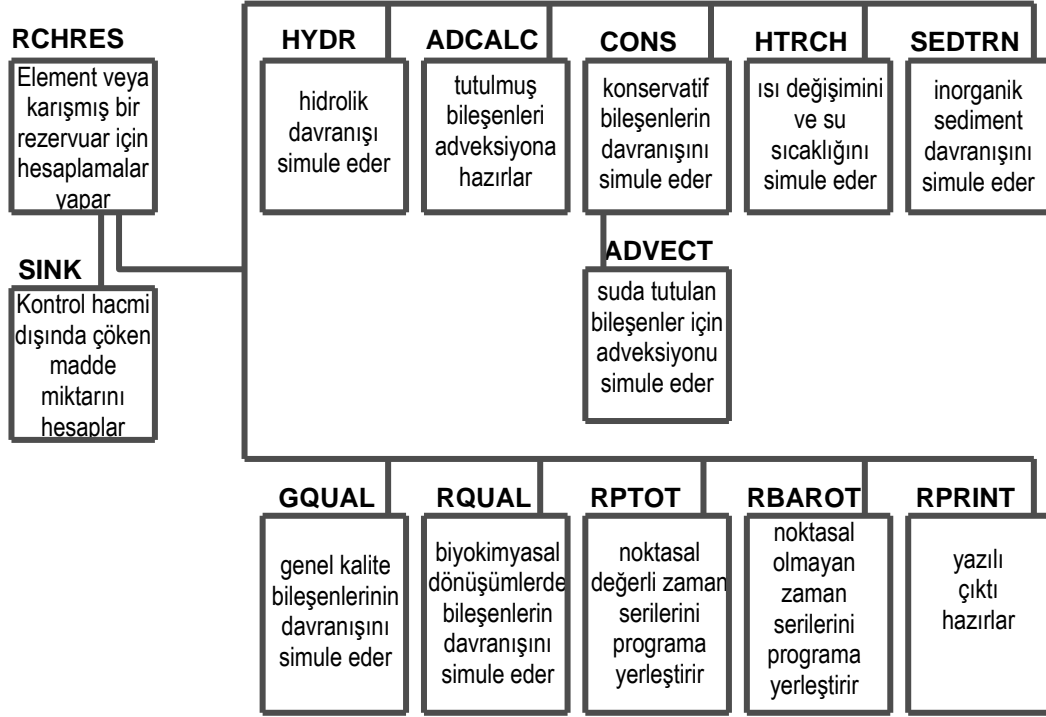 RCHRES
Element veya
karışmış bir
rezervuar için
hesaplamalar
yapar
HYDR
hidrolik
davranışı
simule eder
ADCALC
tutulmuş
bileşenleri
adveksiyona
hazırlar
CONS
konservatif
bileşenlerin
davranışını
simule eder
HTRCH
ısı değişimini
ve su
sıcaklığını
simule eder
SEDTRN
inorganik
sediment
davranışını
simule eder
SINK
Kontrol hacmi
dışında çöken
madde
miktarını
hesaplar
ADVECT
suda tutulan
bileşenler için
adveksiyonu
simule eder
GQUAL
genel kalite
bileşenlerinin
davranışını
simule eder
RQUAL
biyokimyasal
dönüşümlerde
bileşenlerin
davranışını
simule eder
RPTOT
noktasal
değerli zaman
serilerini
programa
yerleştirir
RBAROT
noktasal
olmayan
zaman
serilerini
programa
yerleştirir
RPRINT
yazılı
çıktı
hazırlar